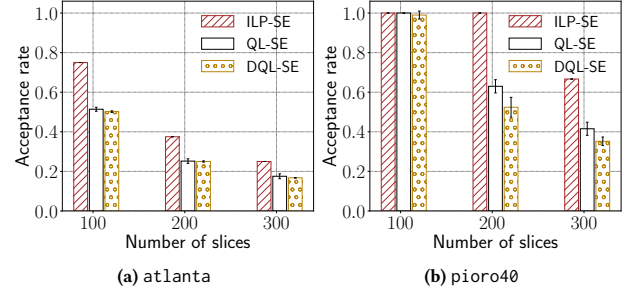 1.0
0.8
0.6
0.4
0.2
0.0
Acceptance rate
ILP-SE
QL-SE
DQL-SE
100
200
300
Number of slices
(a) atlanta
1.0
0.8
0.6
0.4
0.2
0.0
Acceptance rate
ILP-SE
QL-SE
DQL-SE
100
200
300
Number of slices
(b) pioro40